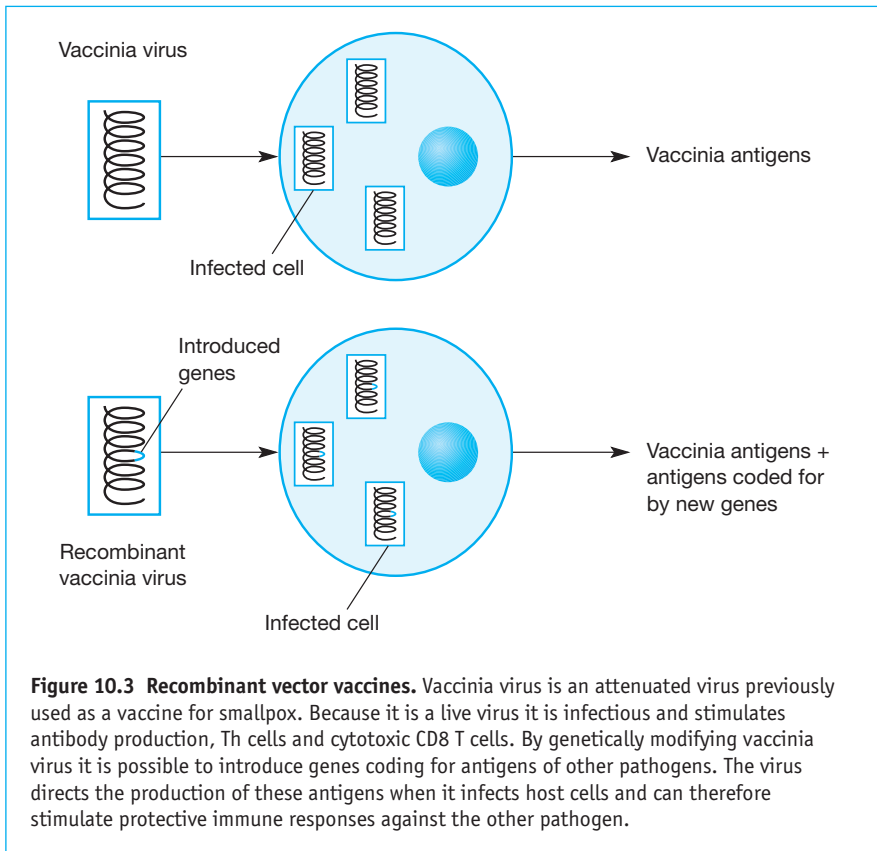 Vaccinia virus
Vaccinia antigens
Infected cell
Introduced
genes
Vaccinia antigens +
antigens coded for
by new genes
Recombinant
vaccinia virus
Infected cell
Figure 10.3 Recombinant vector vaccines. Vaccinia virus is an attenuated virus previously
used as a vaccine for smallpox. Because it is a live virus it is infectious and stimulates
antibody production, Th cells and cytotoxic CD8 T cells. By genetically modifying vaccinia
virus it is possible to introduce genes coding for antigens of other pathogens. The virus
directs the production of these antigens when it infects host cells and can therefore
stimulate protective immune responses against the other pathogen.